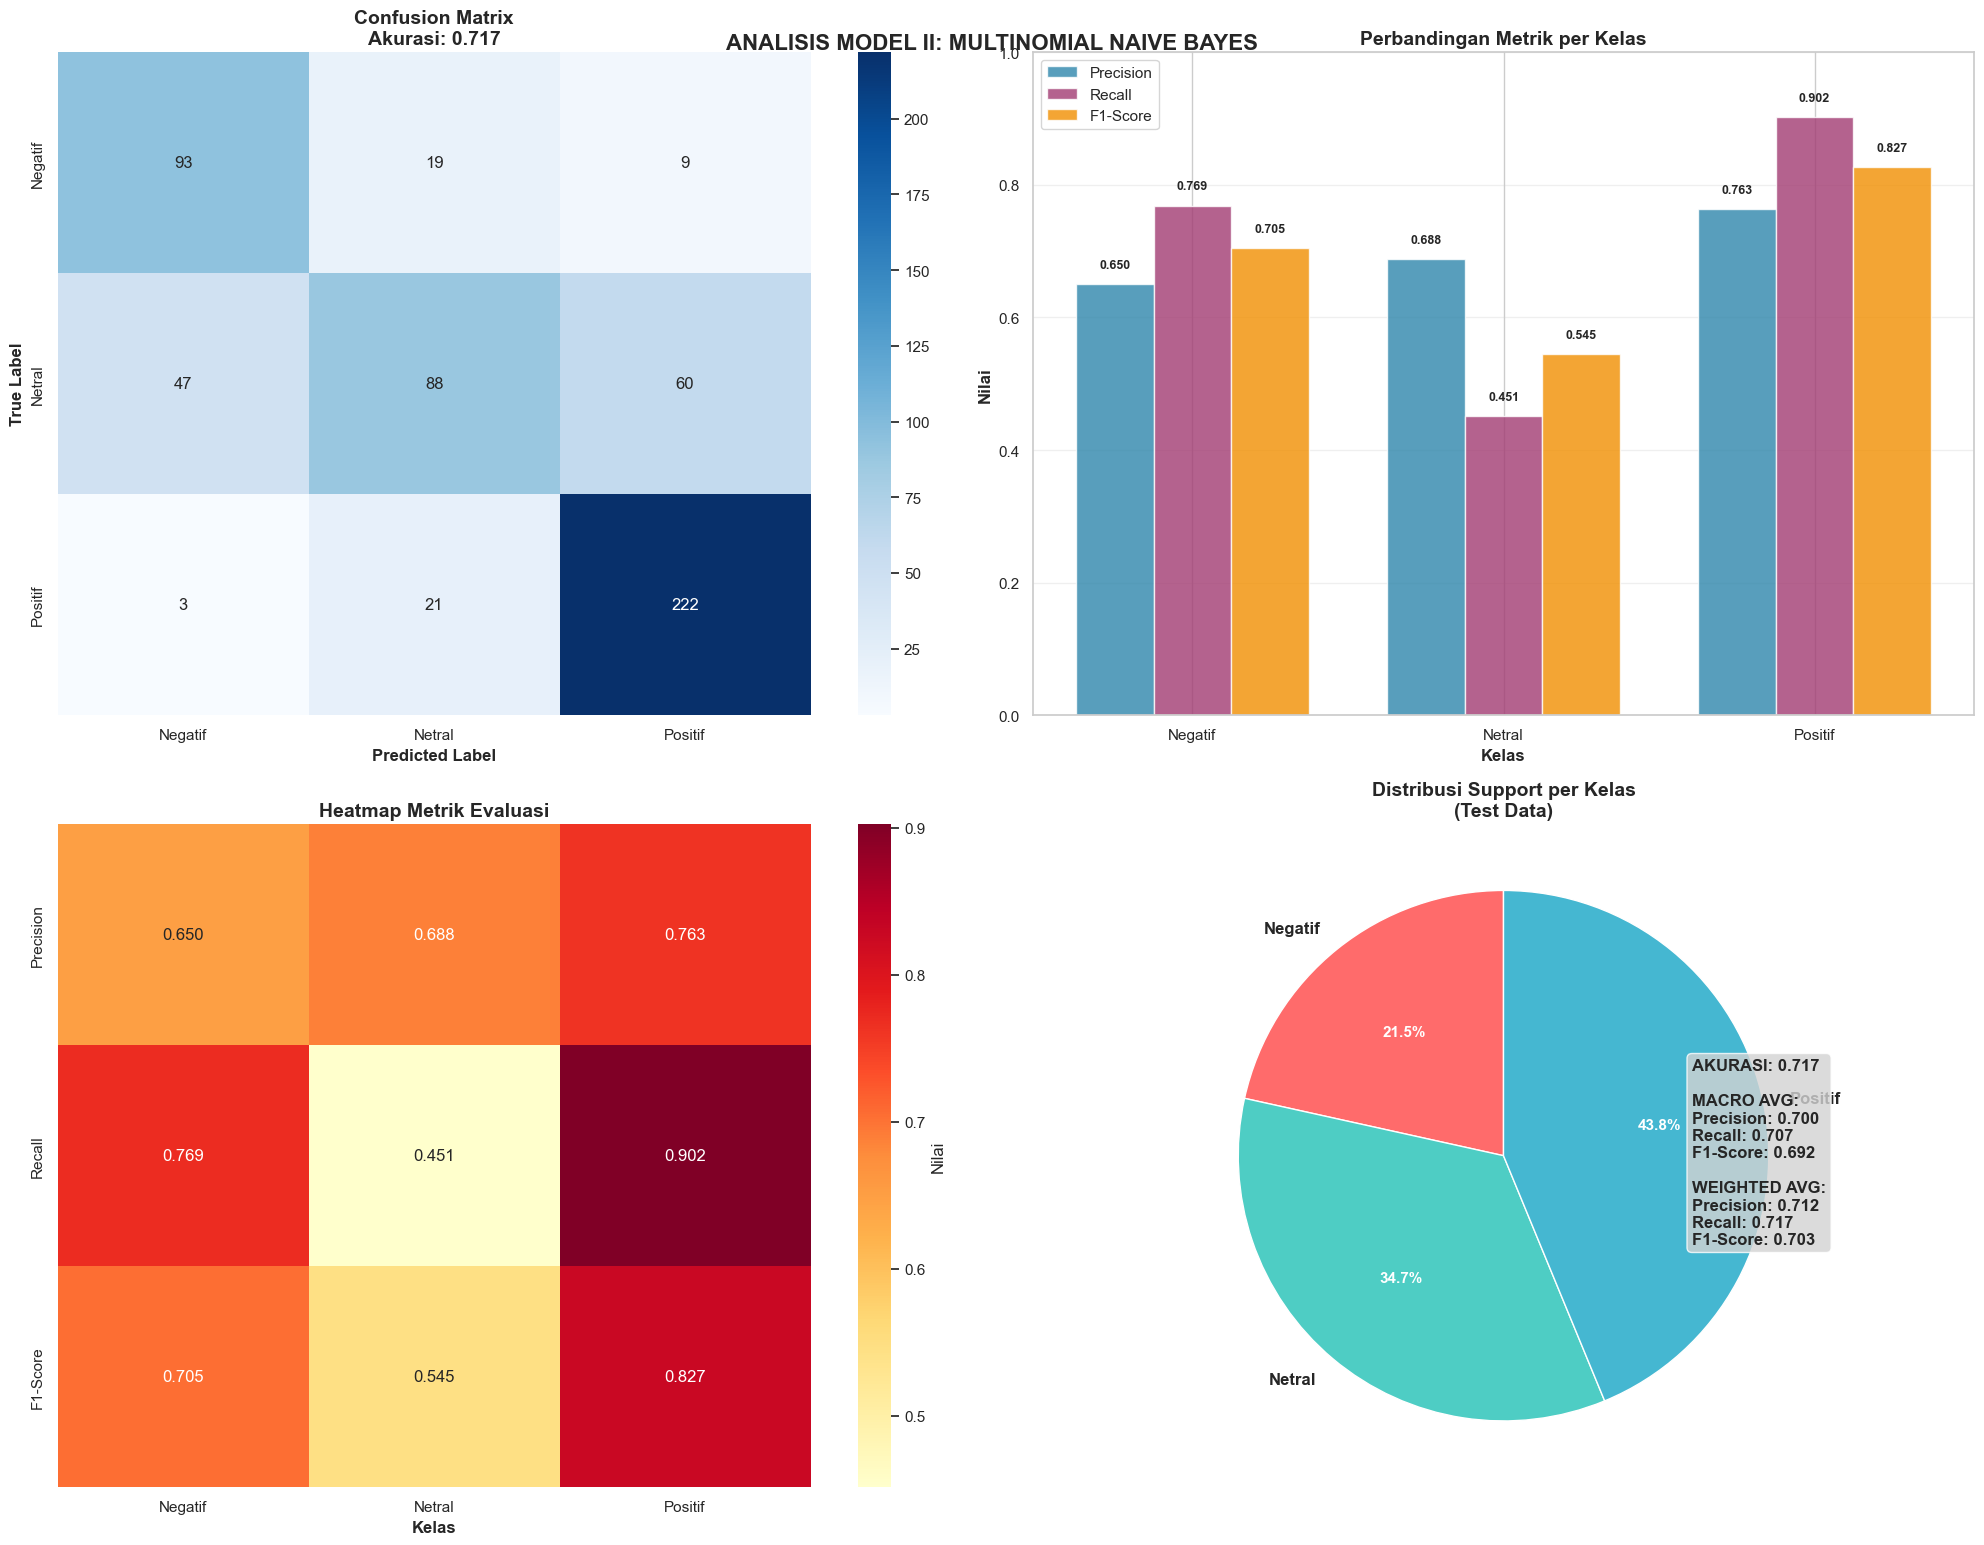 ANALISIS MODEL II: MULTINOMIAL NAIVE BAYES
Confusion Matrix
Akurasi: 0.717
True Label
Negatif
Netral
Positif
93 19 9
47 88 60
3 21 222
Negatif Netral Positif
Predicted Label
200
175
150
125
100
75
50
25
Perbandingan Metrik per Kelas
Precision
Recall
F1-Score
Nilai
1.0
0.8
0.6
0.4
0.2
0.0
0.650 0.769 0.705
0.688 0.451 0.545
0.763 0.902 0.827
Negatif Netral Positif
Kelas
Heatmap Metrik Evaluasi
Precision
Recall
F1-Score
0.650 0.688 0.763
0.769 0.451 0.902
0.705 0.545 0.827
Negatif Netral Positif
Kelas
0.9
0.8
0.7
0.6
0.5
Nilai
Distribusi Support per Kelas
(Test Data)
Negatif
21.5%
Netral
34.7%
Positif
43.8%
AKURASI: 0.717
MACRO AVG:
Precision: 0.700
Recall: 0.707
F1-Score: 0.692
WEIGHTED AVG:
Precision: 0.712
Recall: 0.717
F1-Score: 0.703